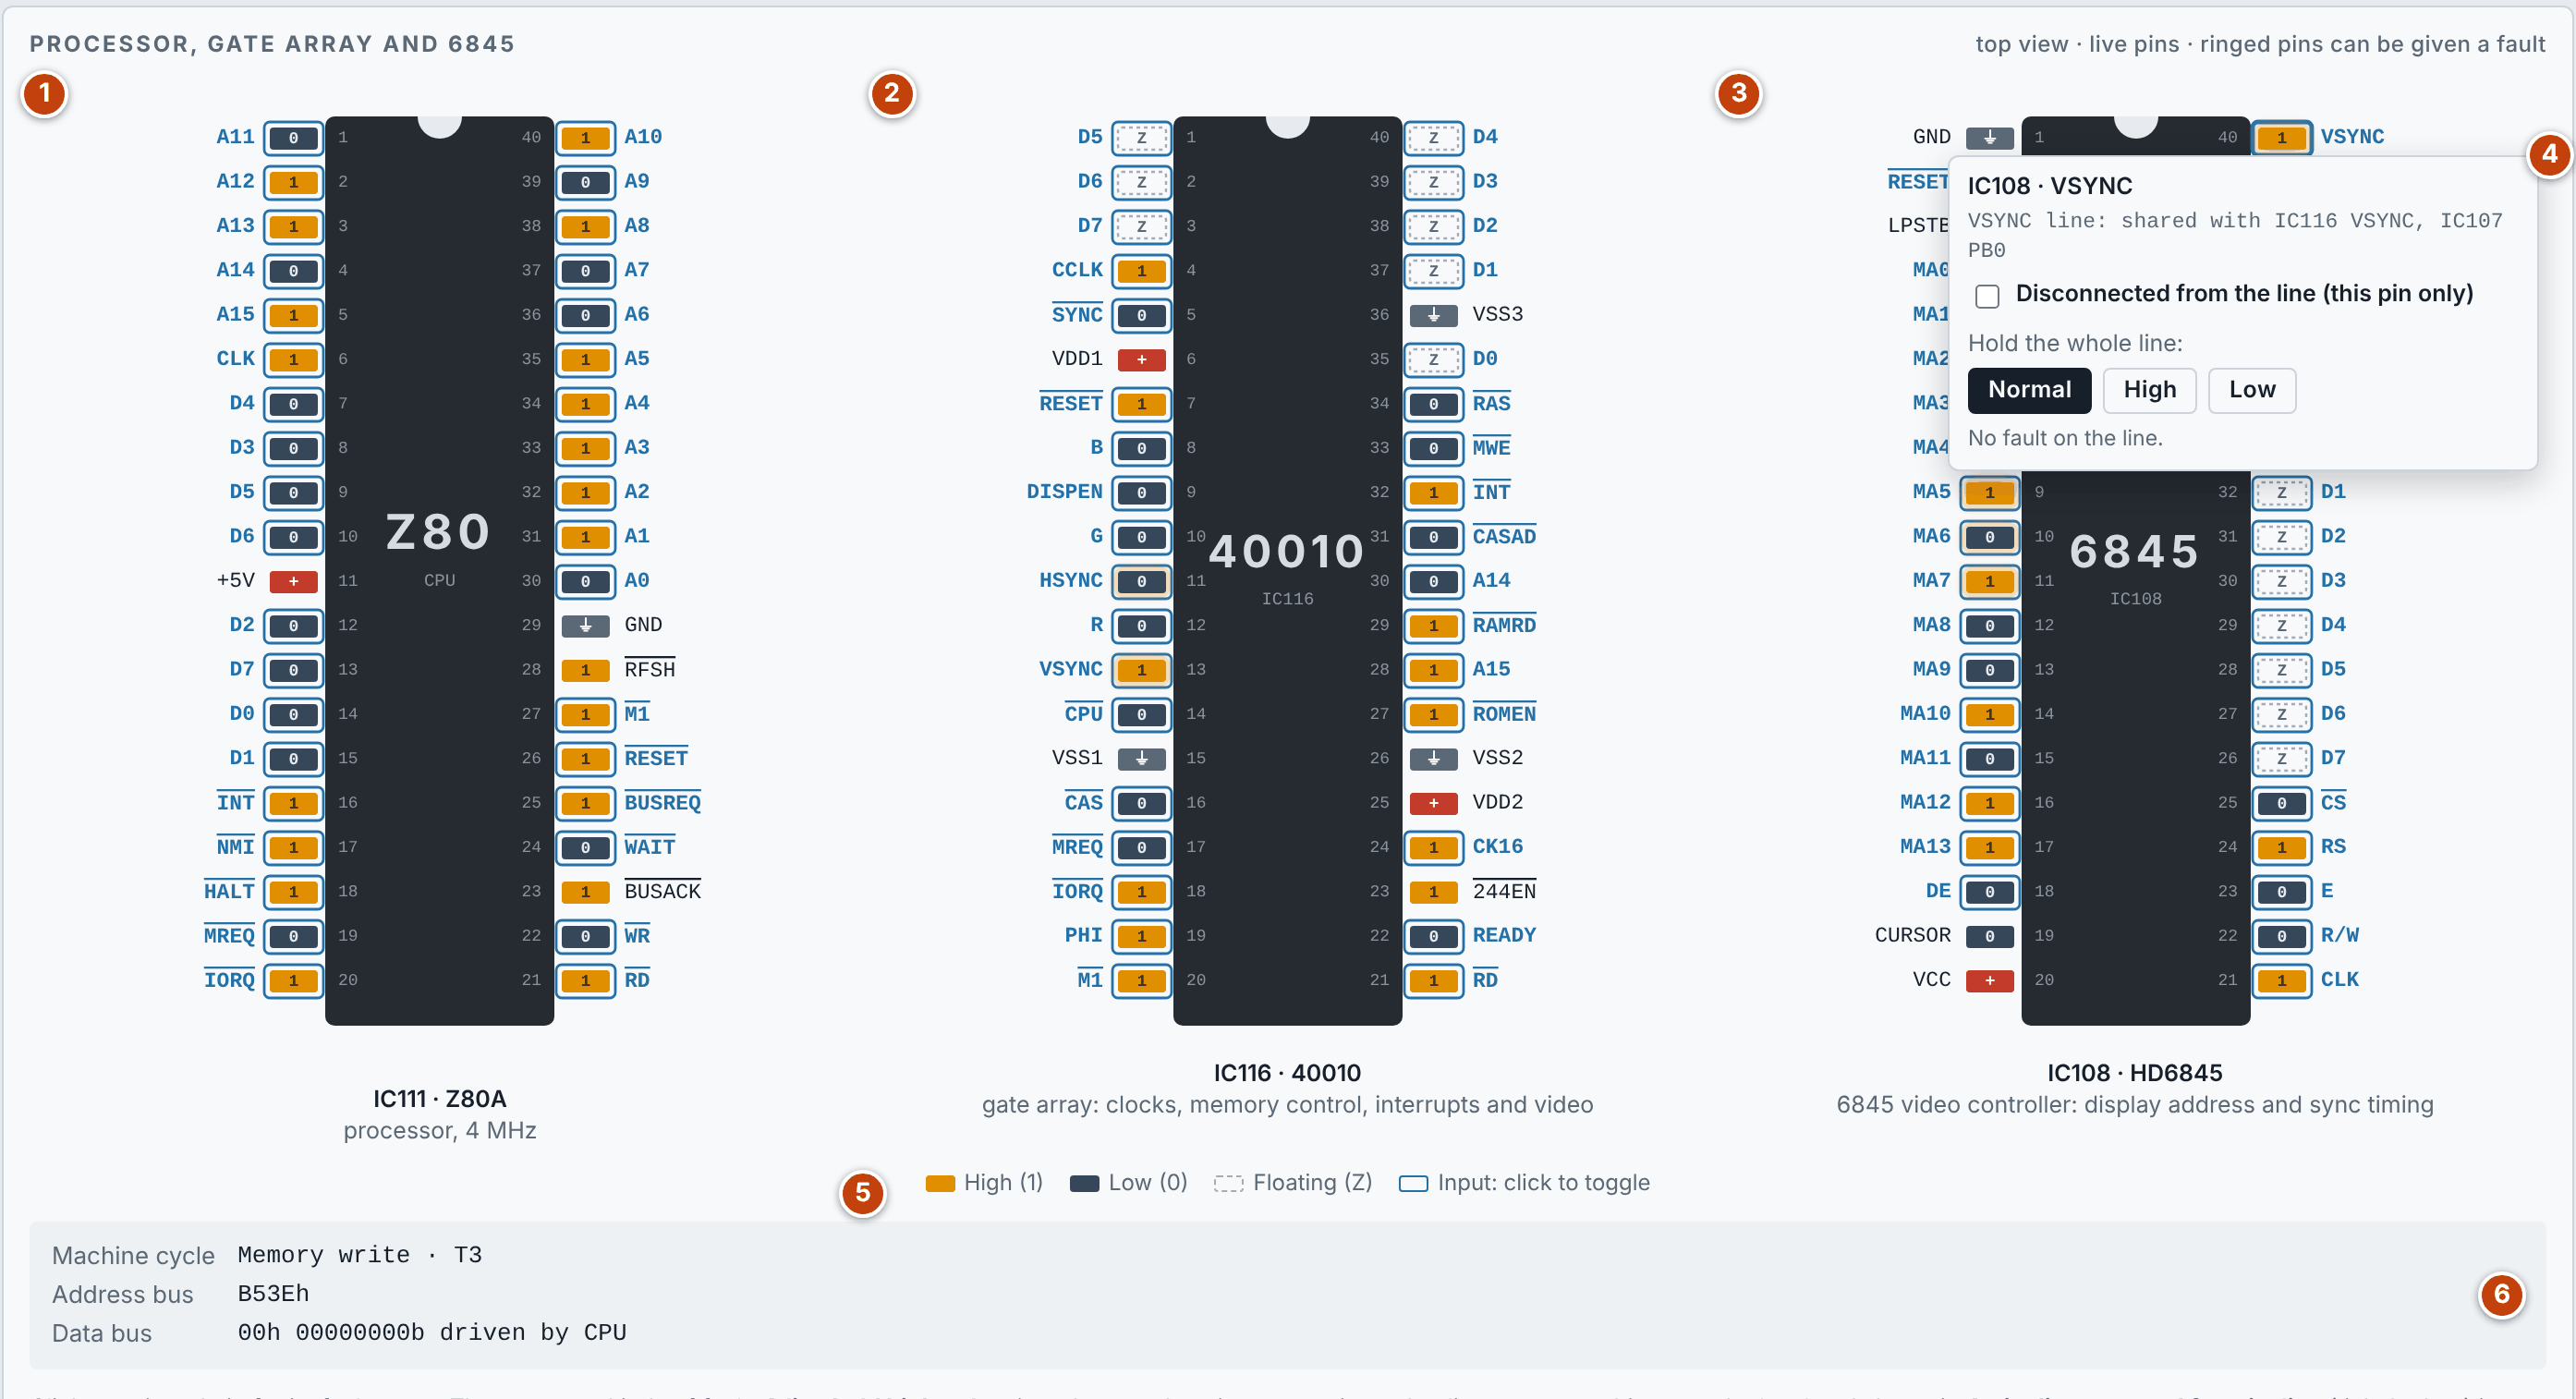 PROCESSOR, GATE ARRAY AND 6845
top view · live pins · ringed pins can be given a fault
1
2
3
4
A11 0 1 40 1 A10
A12 1 2 39 0 A9
A13 1 3 38 1 A8
A14 0 4 37 0 A7
A15 1 5 36 0 A6
CLK 1 6 35 1 A5
D4 0 7 34 1 A4
D3 0 8 33 1 A3
D5 0 9 32 1 A2
D6 0 10 31 1 A1
+5V + 11 30 0 A0
D2 0 12 29 GND
D7 0 13 28 1 RFSH
D0 0 14 27 1 M1
D1 0 15 26 1 RESET
INT 1 16 25 1 BUSREQ
NMI 1 17 24 0 WAIT
HALT 1 18 23 1 BUSACK
MREQ 0 19 22 0 WR
IORQ 1 20 21 1 RD
Z80
CPU
IC111 · Z80A
processor, 4 MHz
D5 Z 1 40 Z D4
D6 Z 2 39 Z D3
D7 Z 3 38 Z D2
CCLK 1 4 37 Z D1
SYNC 0 5 36 VSS3
VDD1 + 6 35 Z D0
RESET 1 7 34 0 RAS
B 0 8 33 0 MWE
DISPEN 0 9 32 1 INT
G 0 10 31 0 CASAD
HSYNC 0 11 30 0 A14
R 0 12 29 1 RAMRD
VSYNC 1 13 28 1 A15
CPU 0 14 27 1 ROMEN
VSS1 15 26 VSS2
CAS 0 16 25 + VDD2
MREQ 0 17 24 1 CK16
IORQ 1 18 23 1 244EN
PHI 1 19 22 0 READY
M1 1 20 21 1 RD
40010
IC116
IC116 · 40010
gate array: clocks, memory control, interrupts and video
GND 1 40 1 VSYNC
RESET
LPSTB
MA0
MA1
MA2
MA3
MA4
IC108 · VSYNC
VSYNC line: shared with IC116 VSYNC, IC107
PB0
Disconnected from the line (this pin only)
Hold the whole line:
Normal High Low
No fault on the line.
MA5 1 9 32 Z D1
MA6 0 10 31 Z D2
MA7 1 11 30 Z D3
MA8 0 12 29 Z D4
MA9 0 13 28 Z D5
MA10 1 14 27 Z D6
MA11 0 15 26 Z D7
MA12 1 16 25 0 CS
MA13 1 17 24 1 RS
DE 0 18 23 0 E
CURSOR 0 19 22 0 R/W
VCC + 20 21 1 CLK
6845
IC108
IC108 · HD6845
6845 video controller: display address and sync timing
5
High (1) Low (0) Floating (Z) Input: click to toggle
Machine cycle Memory write · T3
Address bus B53Eh
Data bus 00h 00000000b driven by CPU
6